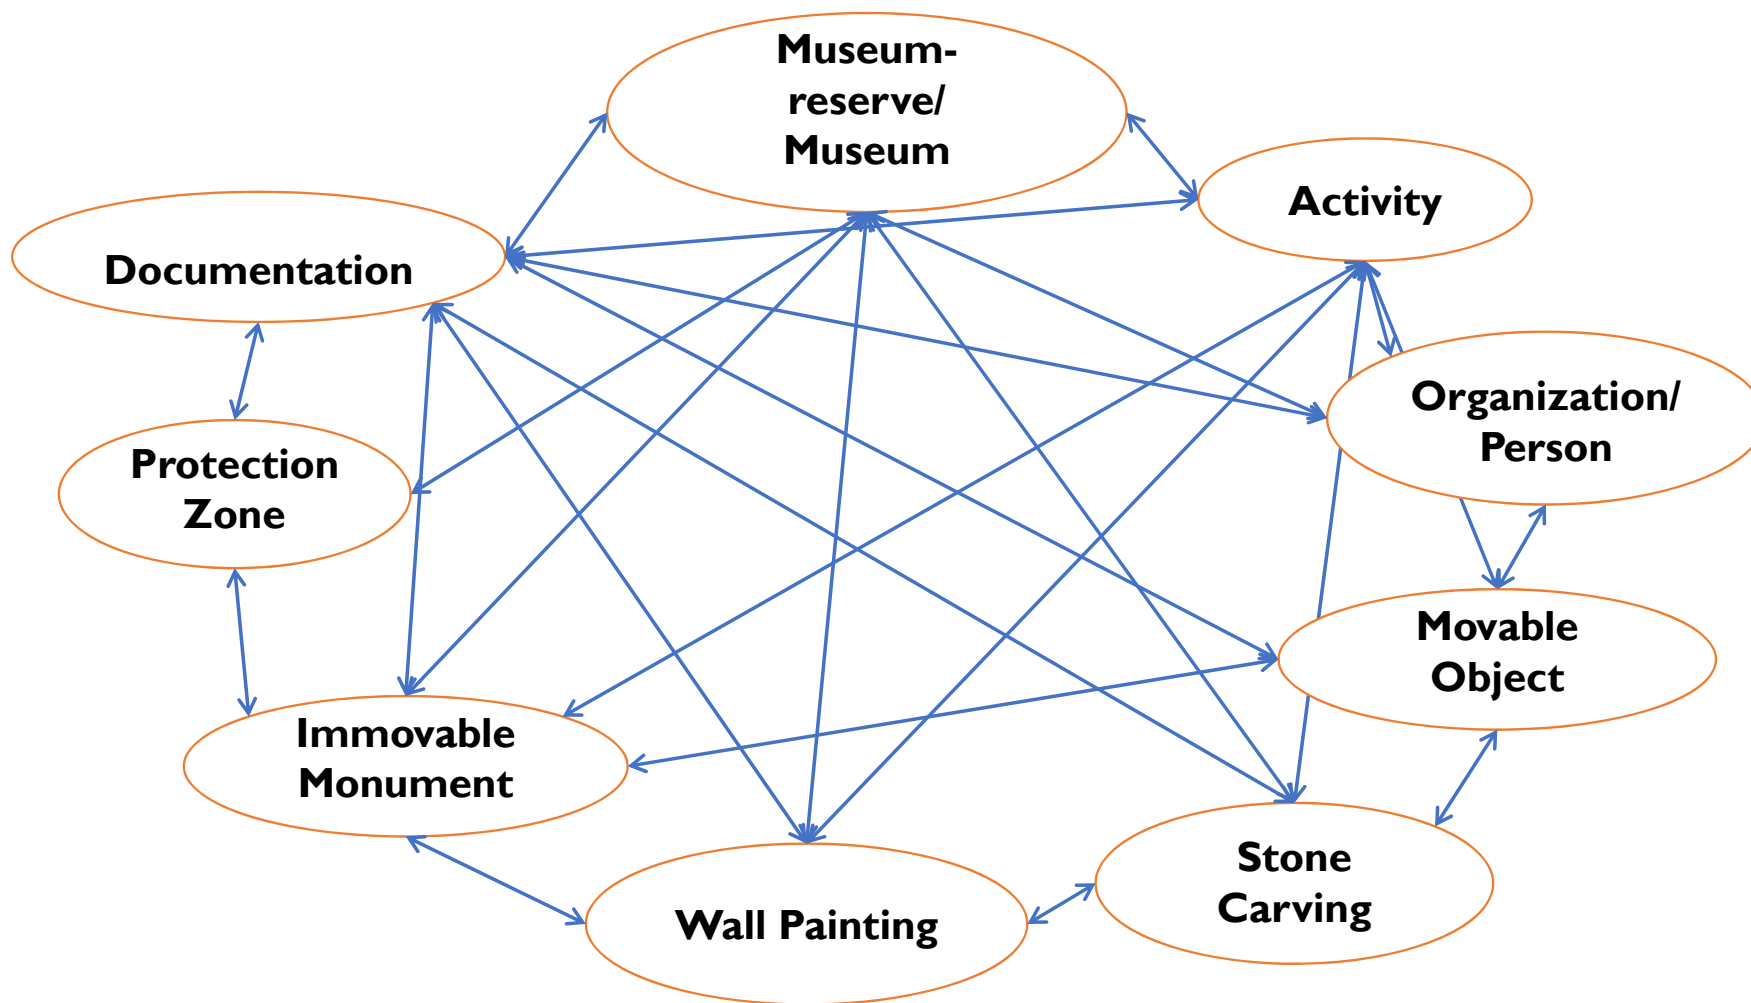 Museum-
reserve/
Museum
Activity
Documentation
Organization/
Person
Protection
Zone
Movable
Object
Immovable
Monument
Stone
Carving
Wall Painting